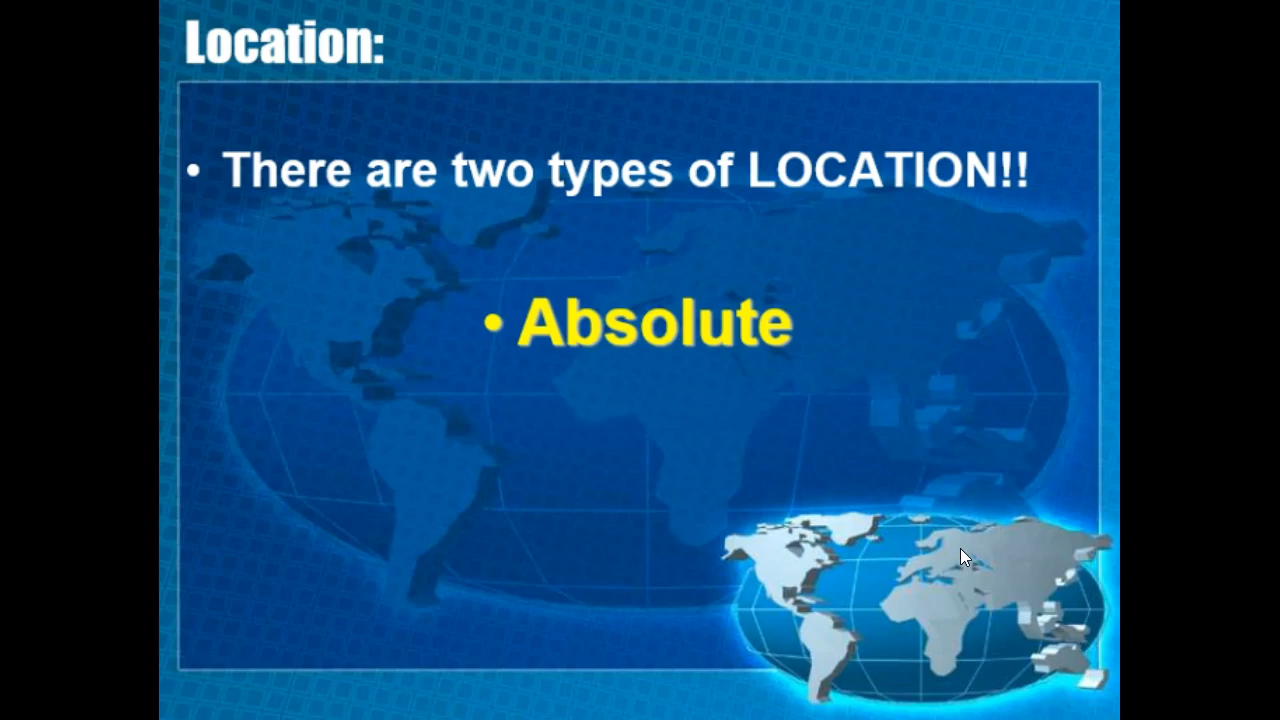 Location:
• There are two types of LOCATION!!
• Absolute